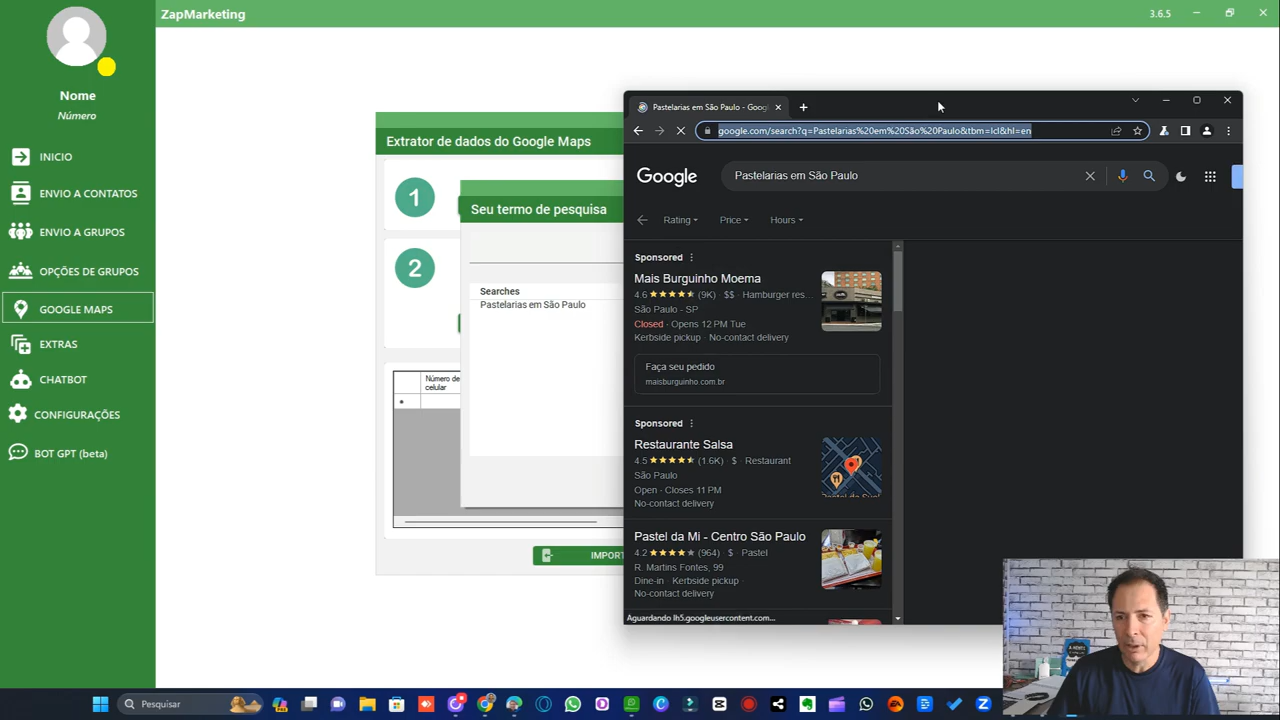 ZapMarketing
3.6.5
Nome
Número
INICIO
ENVIO A CONTATOS
ENVIO A GRUPOS
OPÇÕES DE GRUPOS
GOOGLE MAPS
EXTRAS
CHATBOT
CONFIGURAÇÕES
BOT GPT (beta)
Extrator de dados do Google Maps
1
2
Número de
celular
IMPORT
Seu termo de pesquisa
Searches
Pastelarias em São Paulo
Pastelarias em São Paulo - Goog
google.com/search?q=Pastelarias%20em%20São%20Paulo&tbm=lcl&hl=en
Google
Pastelarias em São Paulo
Rating
Price
Hours
Sponsored
Mais Burguinho Moema
4.6 (9K) · $$ · Hamburger res...
São Paulo - SP
Closed · Opens 12 PM Tue
Kerbside pickup · No-contact delivery
Faça seu pedido
maisburguinho.com.br
Sponsored
Restaurante Salsa
4.5 (1.6K) · $ · Restaurant
São Paulo
Open · Closes 11 PM
No-contact delivery
Pastel da Mi - Centro São Paulo
4.2 (964) · $ · Pastel
R. Martins Fontes, 99
Dine-in · Kerbside pickup ·
No-contact delivery
Aguardando lh5.googleusercontent.com...
Pesquisar